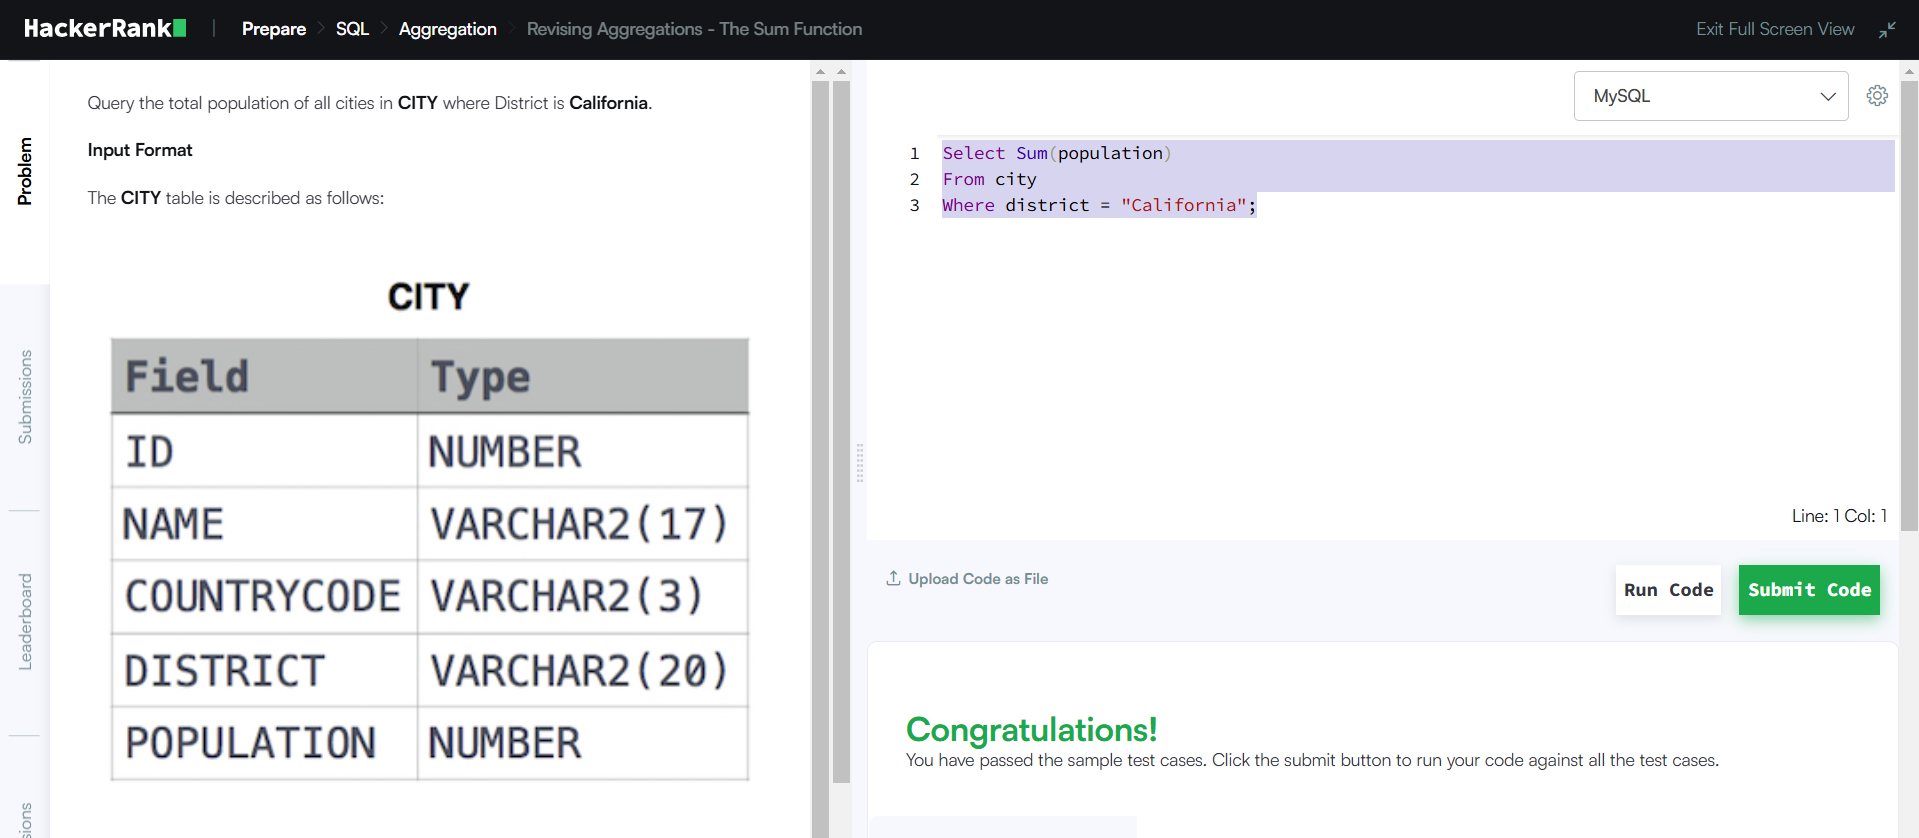 HackerRank | Prepare > SQL > Aggregation > Revising Aggregations - The Sum Function
Exit Full Screen View
Problem
Submissions
Leaderboard
Query the total population of all cities in CITY where District is California.
Input Format
The CITY table is described as follows:
CITY
Field Type
ID NUMBER
NAME VARCHAR2(17)
COUNTRYCODE VARCHAR2(3)
DISTRICT VARCHAR2(20)
POPULATION NUMBER
MySQL
1 Select Sum(population)
2 From city
3 Where district = "California";
Line: 1 Col: 1
Upload Code as File
Run Code
Submit Code
Congratulations!
You have passed the sample test cases. Click the submit button to run your code against all the test cases.